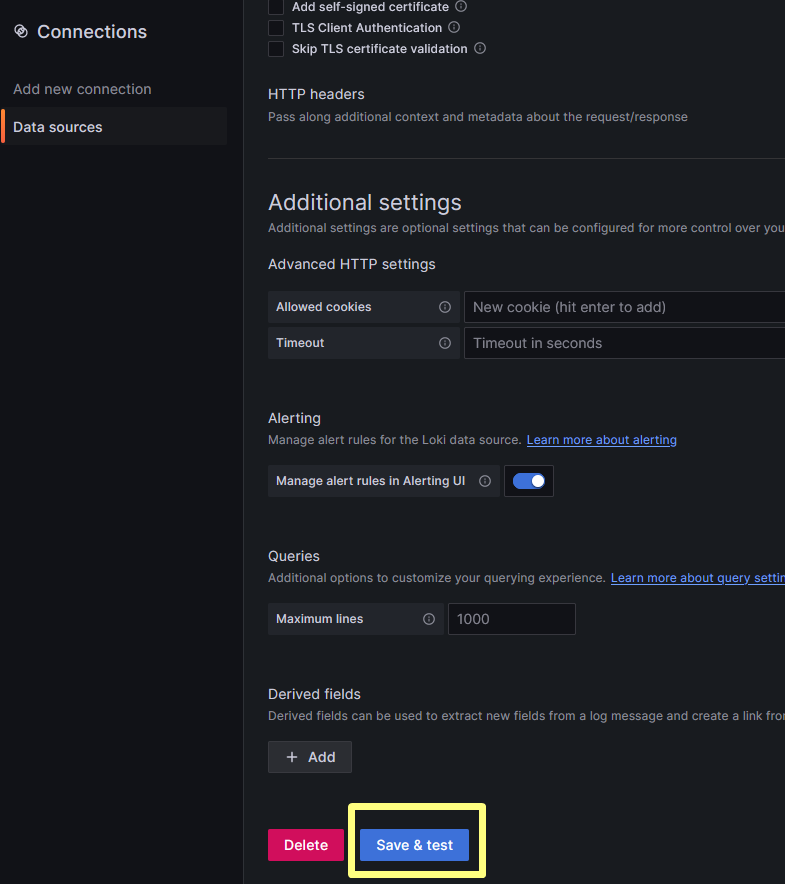 Connections
Add new connection
Data sources
Add self-signed certificate
TLS Client Authentication
Skip TLS certificate validation
HTTP headers
Pass along additional context and metadata about the request/response
Additional settings
Additional settings are optional settings that can be configured for more control over you
Advanced HTTP settings
Allowed cookies New cookie (hit enter to add)
Timeout Timeout in seconds
Alerting
Manage alert rules for the Loki data source. Learn more about alerting
Manage alert rules in Alerting UI
Queries
Additional options to customize your querying experience. Learn more about query settin
Maximum lines 1000
Derived fields
Derived fields can be used to extract new fields from a log message and create a link fro
+ Add
Delete Save & test